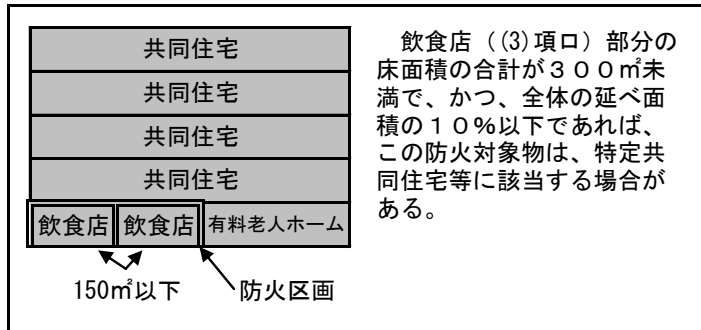 共同住宅
共同住宅
共同住宅
共同住宅
飲食店 飲食店 有料老人ホーム
150㎡以下 防火区画
飲食店（(3)項ロ）部分の
床面積の合計が３００㎡未
満で、かつ、全体の延べ面
積の１０％以下であれば、
この防火対象物は、特定共
同住宅等に該当する場合が
ある。